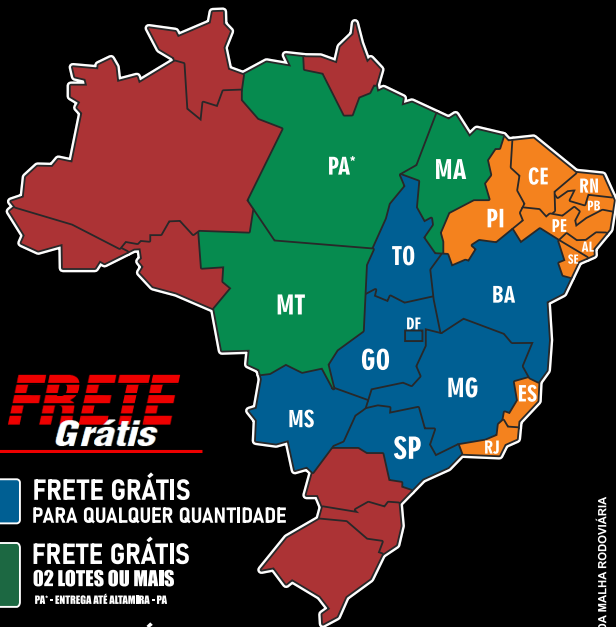 PA*
MA
CE
RN
PB
PI
PE
AL
SE
TO
BA
MT
DF
GO
MG
ES
MS
SP
RJ
FRETE
Grátis
FRETE GRÁTIS
PARA QUALQUER QUANTIDADE
FRETE GRÁTIS
02 LOTES OU MAIS
PA* - ENTREGA ATÉ ALTAMIRA - PA
DA MALHA RODOVIÁRIA